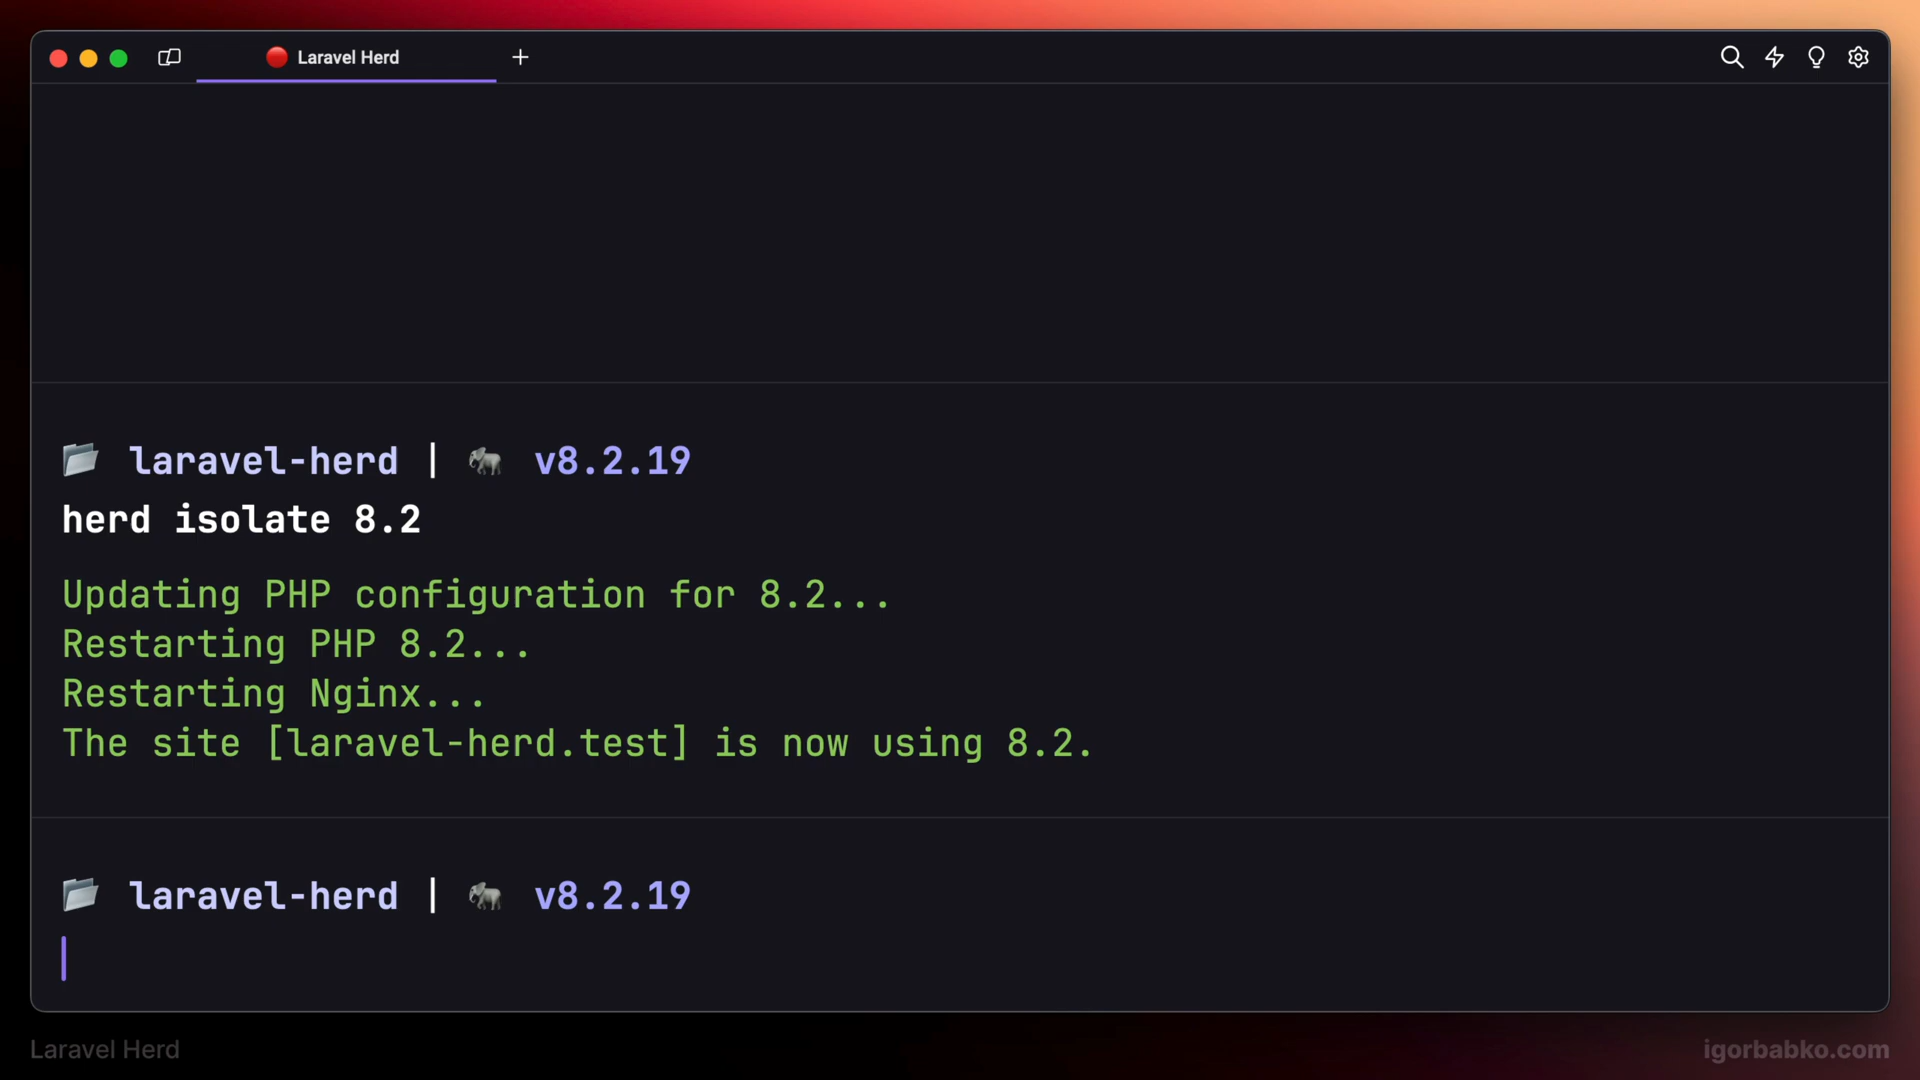 Laravel Herd
laravel-herd | v8.2.19
herd isolate 8.2
Updating PHP configuration for 8.2...
Restarting PHP 8.2...
Restarting Nginx...
The site [laravel-herd.test] is now using 8.2.
laravel-herd | v8.2.19
Laravel Herd
igorbabko.com